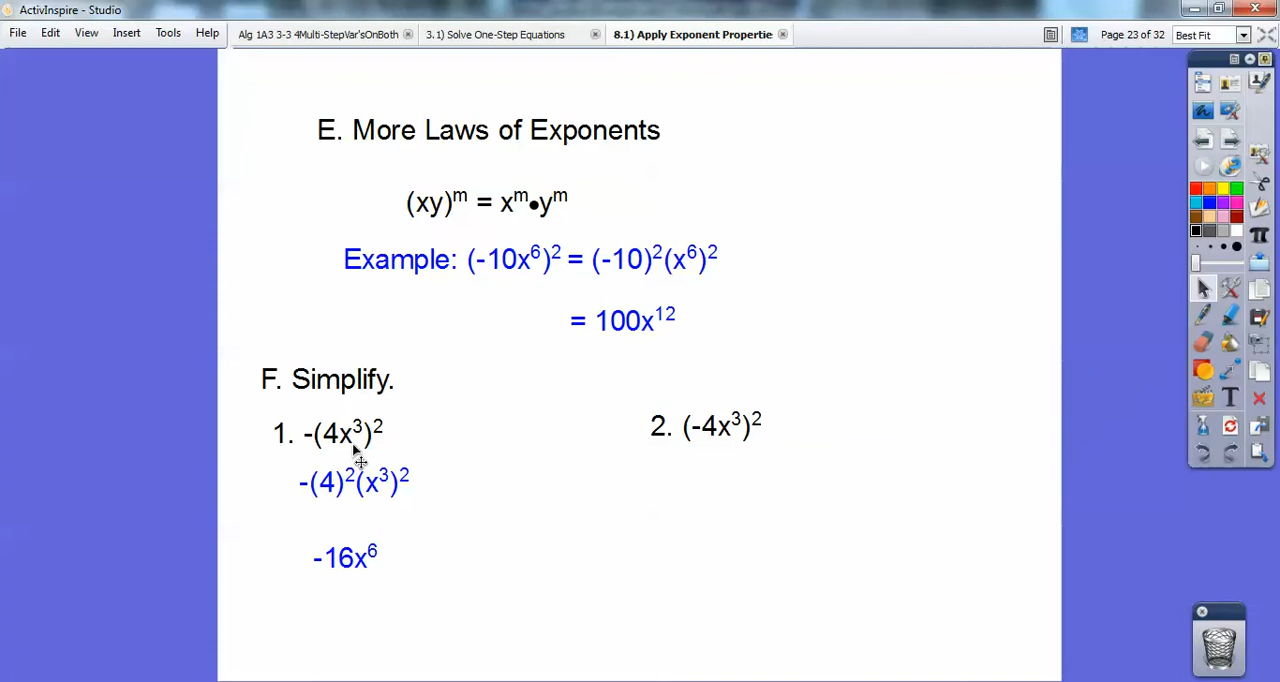 ActivInspire - Studio
File Edit View Insert Tools Help
Alg 1A3 3-3 4Multi-StepVar'sOnBoth
3.1) Solve One-Step Equations
8.1) Apply Exponent Propertie
Page 23 of 32
Best Fit
E. More Laws of Exponents
(xy)ᵐ = xᵐ•yᵐ
Example: (-10x⁶)² = (-10)²(x⁶)²
= 100x¹²
F. Simplify.
1. -(4x³)²
2. (-4x³)²
-(4)²(x³)²
-16x⁶